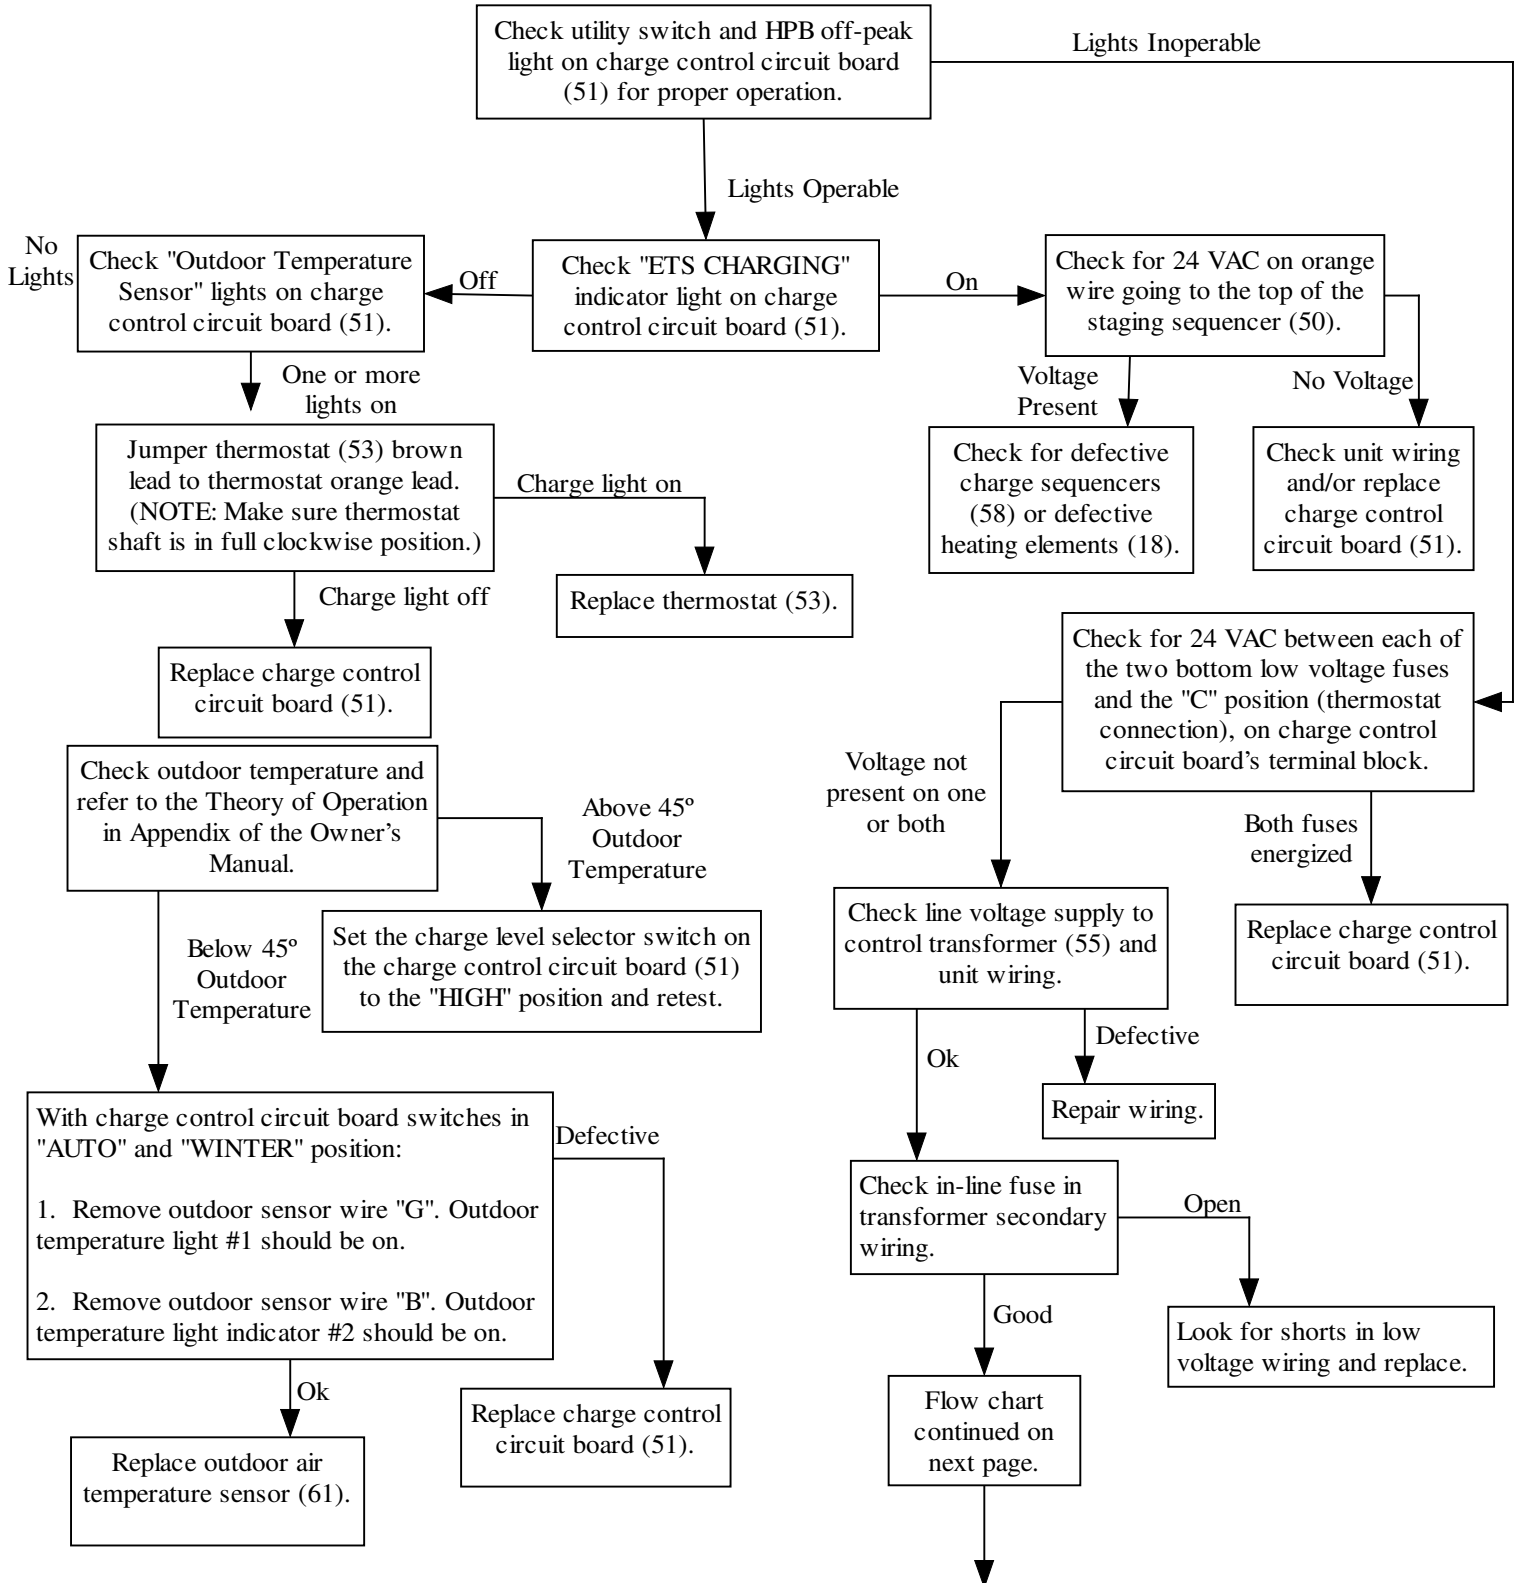 Check utility switch and HPB off-peak
light on charge control circuit board
(51) for proper operation.
Lights Inoperable
Lights Operable
No
Lights
Check "Outdoor Temperature
Sensor" lights on charge
control circuit board (51).
Off
Check "ETS CHARGING"
indicator light on charge
control circuit board (51).
On
Check for 24 VAC on orange
wire going to the top of the
staging sequencer (50).
One or more
lights on
Voltage
Present
No Voltage
Jumper thermostat (53) brown
lead to thermostat orange lead.
(NOTE: Make sure thermostat
shaft is in full clockwise position.)
Charge light on
Check for defective
charge sequencers
(58) or defective
heating elements (18).
Check unit wiring
and/or replace
charge control
circuit board (51).
Charge light off
Replace thermostat (53).
Replace charge control
circuit board (51).
Check for 24 VAC between each of
the two bottom low voltage fuses
and the "C" position (thermostat
connection), on charge control
circuit board's terminal block.
Check outdoor temperature and
refer to the Theory of Operation
in Appendix of the Owner's
Manual.
Above 45º
Outdoor
Temperature
Voltage not
present on one
or both
Both fuses
energized
Below 45º
Outdoor
Temperature
Set the charge level selector switch on
the charge control circuit board (51)
to the "HIGH" position and retest.
Check line voltage supply to
control transformer (55) and
unit wiring.
Replace charge control
circuit board (51).
Ok
Defective
Repair wiring.
With charge control circuit board switches in
"AUTO" and "WINTER" position:
1. Remove outdoor sensor wire "G". Outdoor
temperature light #1 should be on.
2. Remove outdoor sensor wire "B". Outdoor
temperature light indicator #2 should be on.
Defective
Check in-line fuse in
transformer secondary
wiring.
Open
Good
Look for shorts in low
voltage wiring and replace.
Ok
Replace charge control
circuit board (51).
Flow chart
continued on
next page.
Replace outdoor air
temperature sensor (61).